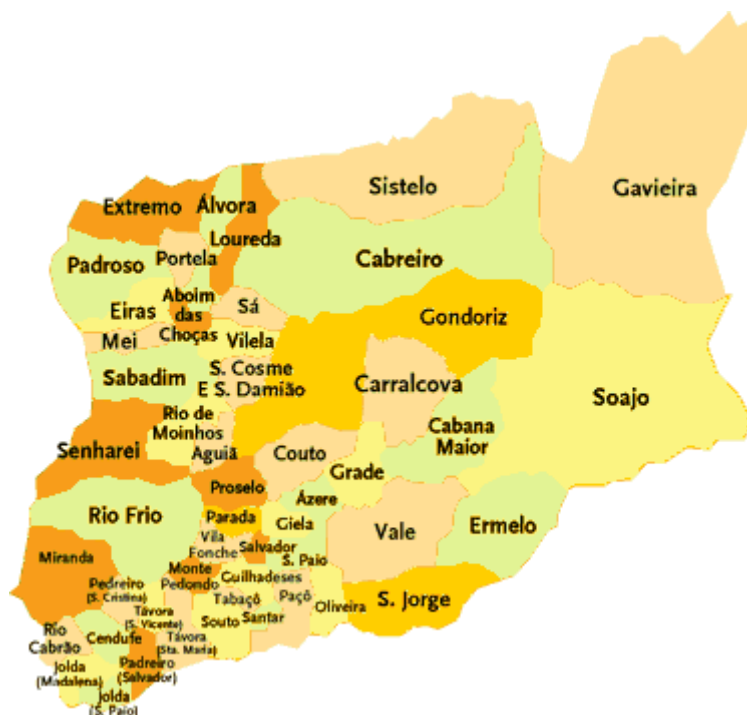 Sistelo
Gavieira
Extremo
Álvora
Loureda
Cabreiro
Padroso
Portela
Eiras
Aboim
das
Choças
Sá
Gondoriz
Mei
Vilela
Sabadim
S. Cosme
E S. Damião
Carralcova
Soajo
Rio de
Moinhos
Cabana
Maior
Senharei
Aguiã
Couto
Grade
Proselo
Ázere
Rio Frio
Parada
Giela
Vale
Ermelo
Vila
Fonche
Salvador
S. Paio
Miranda
Monte
Pedondo
Guilhadeses
Pedreiro
(S. Cristina)
Tabaçô
Paçô
Oliveira
S. Jorge
Távora
(S. Vicente)
Souto
Santar
Rio
Cabrão
Cendufe
Távora
(Sta. Maria)
Jolda
(Madalena)
Padreiro
(Salvador)
Jolda
(S. Paio)